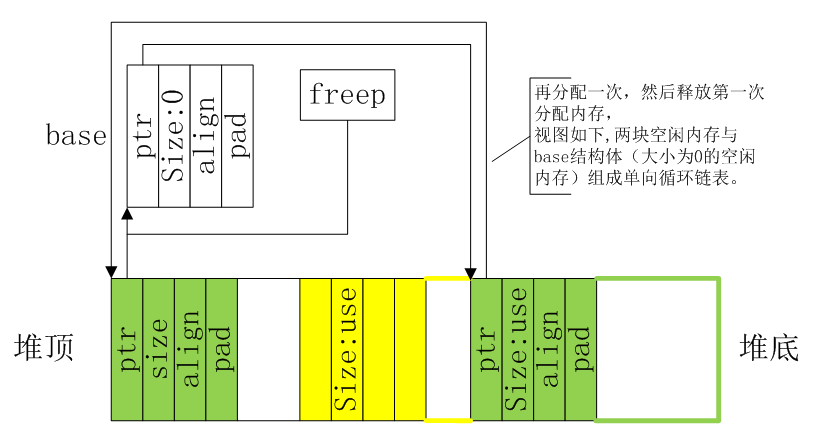 base
ptr
Size:0
align
pad
freep
再分配一次，然后释放第一次
分配内存，
视图如下,两块空闲内存与
base结构体（大小为0的空闲
内存）组成单向循环链表。
堆顶
ptr
size
align
pad
Size:use
ptr
Size:use
align
pad
堆底